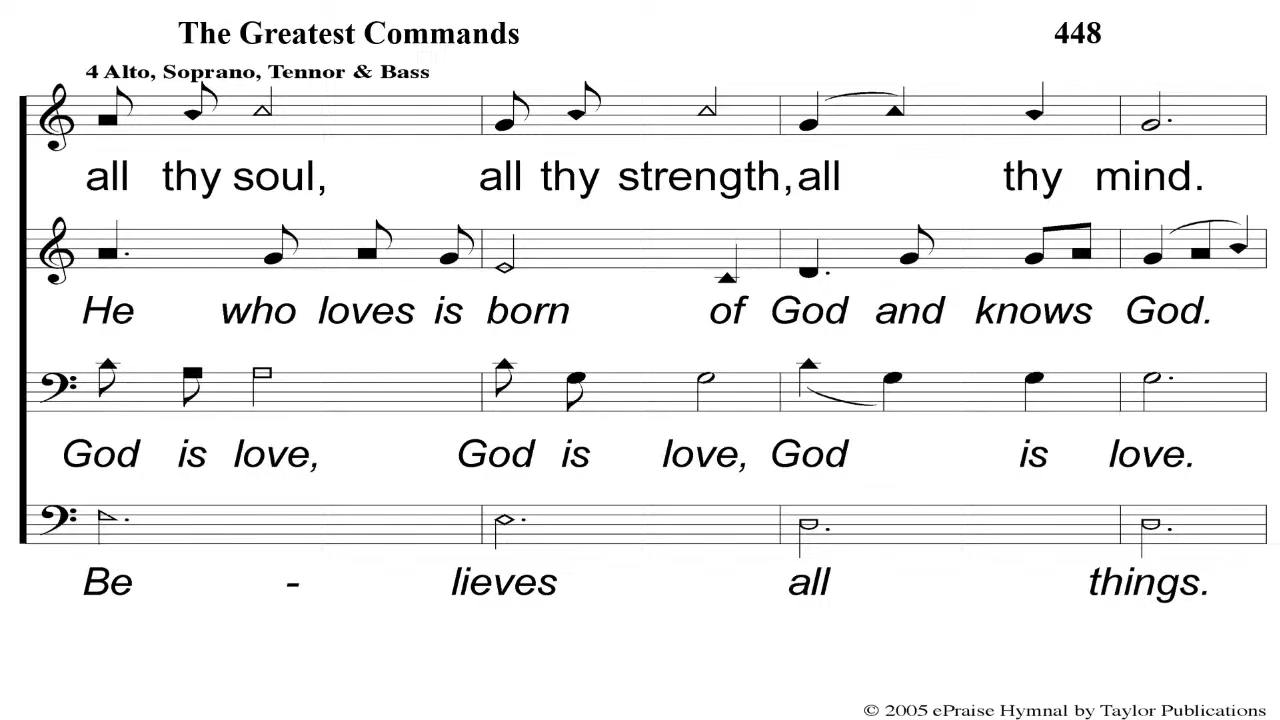 The Greatest Commands 448
4 Alto, Soprano, Tennor & Bass
all thy soul, all thy strength, all thy mind.
He who loves is born of God and knows God.
God is love, God is love, God is love.
Be - lieves all things.
© 2005 ePraise Hymnal by Taylor Publications